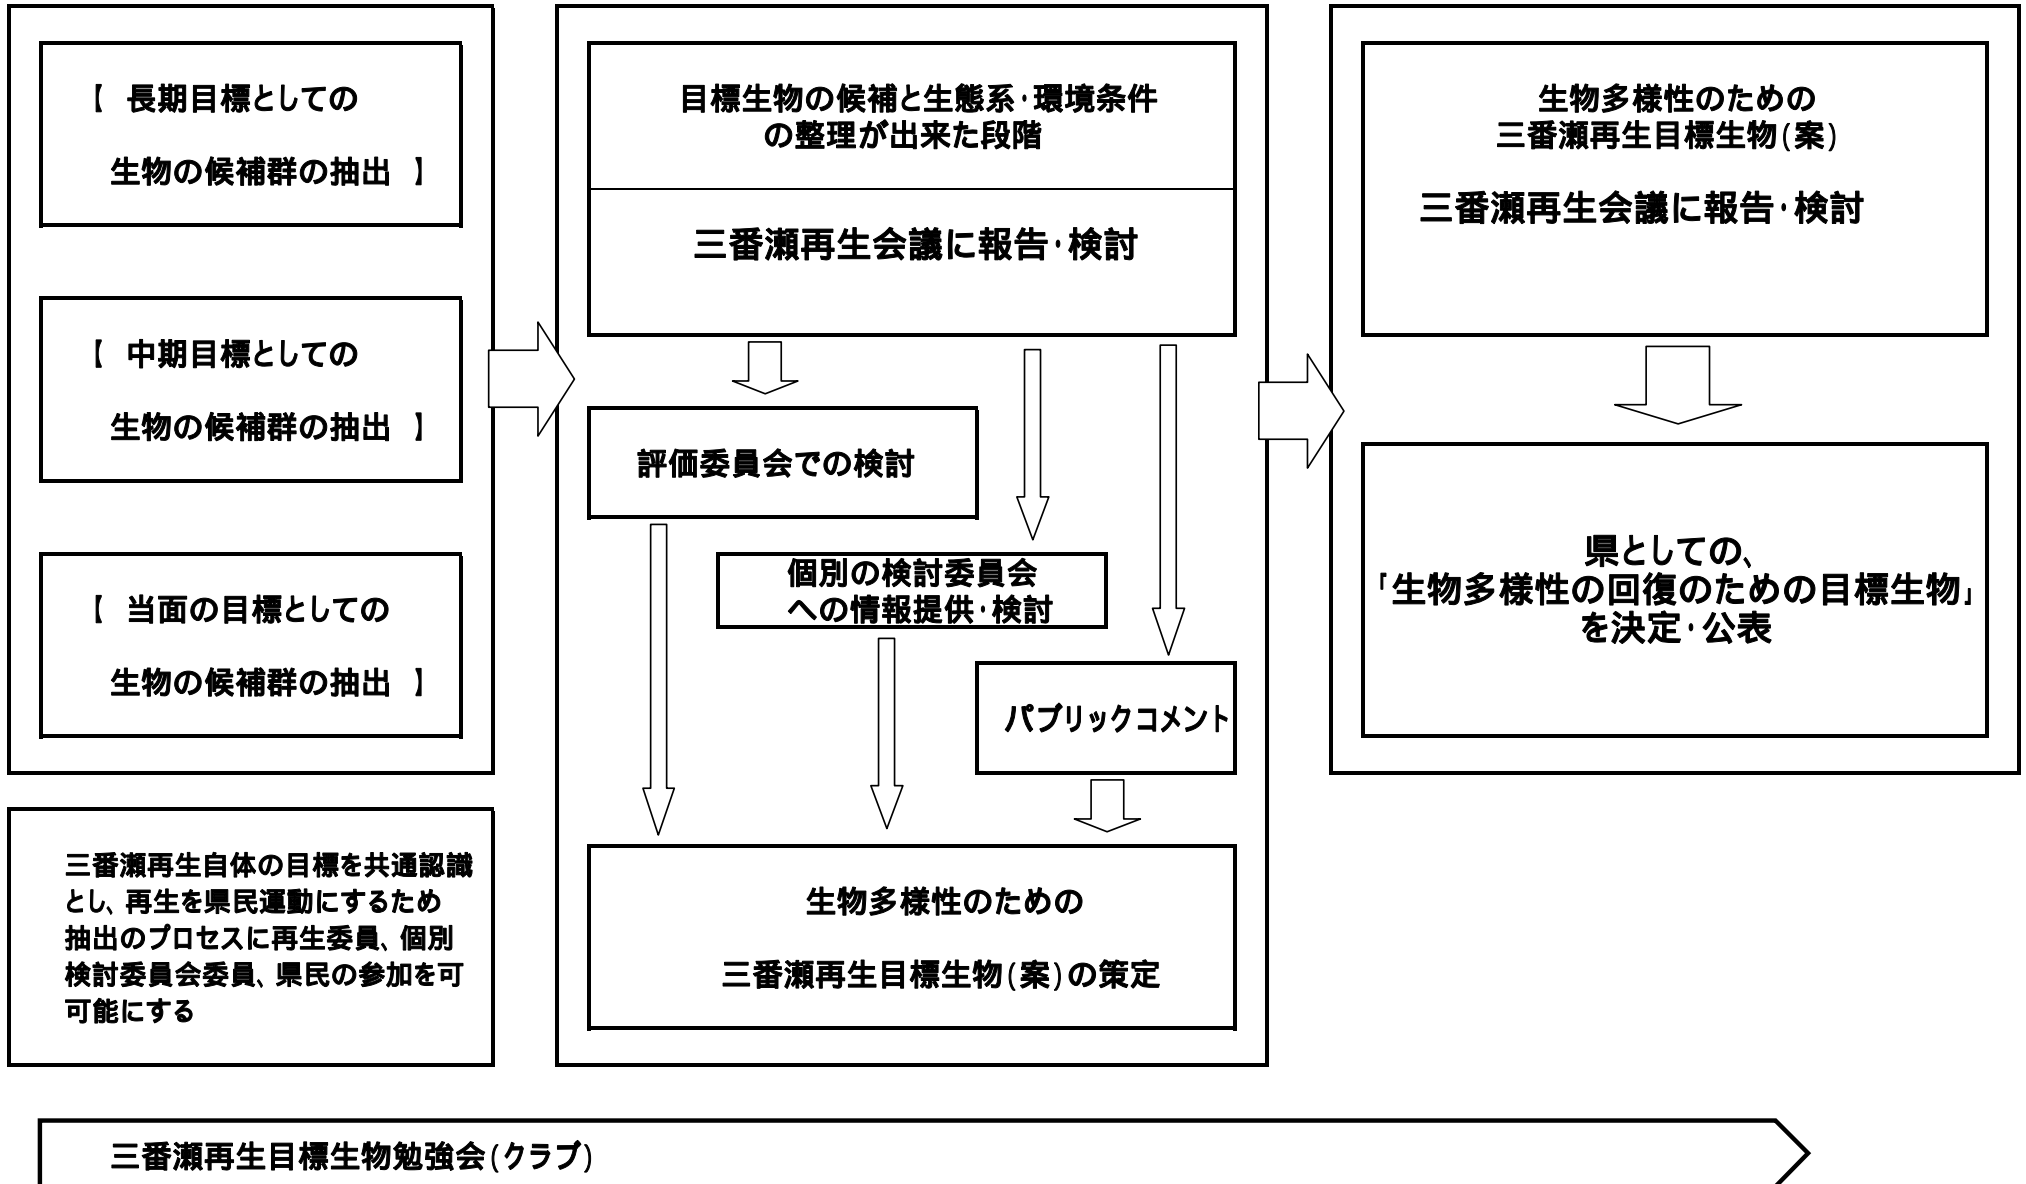 【 長期目標としての
生物の候補群の抽出 】
【 中期目標としての
生物の候補群の抽出 】
【 当面の目標としての
生物の候補群の抽出 】
三番瀬再生自体の目標を共通認識
とし、再生を県民運動にするため
抽出のプロセスに再生委員、個別
検討委員会委員、県民の参加を可
可能にする
目標生物の候補と生態系・環境条件
の整理が出来た段階
三番瀬再生会議に報告・検討
評価委員会での検討
個別の検討委員会
への情報提供・検討
パブリックコメント
生物多様性のための
三番瀬再生目標生物(案)の策定
生物多様性のための
三番瀬再生目標生物(案)
三番瀬再生会議に報告・検討
県としての、
「生物多様性の回復のための目標生物」
を決定・公表
三番瀬再生目標生物勉強会(クラブ)